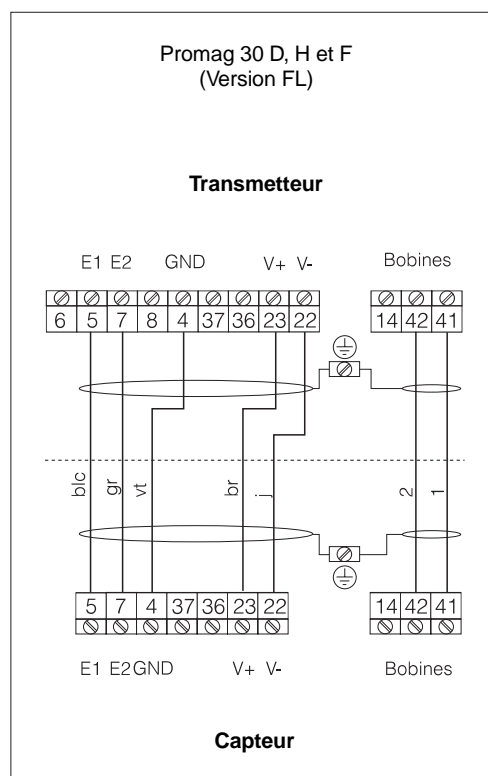 Promag 30 D, H et F
(Version FL)
Transmetteur
E1 E2 GND V+ V- Bobines
6 5 7 8 4 37 36 23 22 14 42 41
blc gr vt br j 2 1
5 7 4 37 36 23 22 14 42 41
E1 E2 GND V+ V- Bobines
Capteur